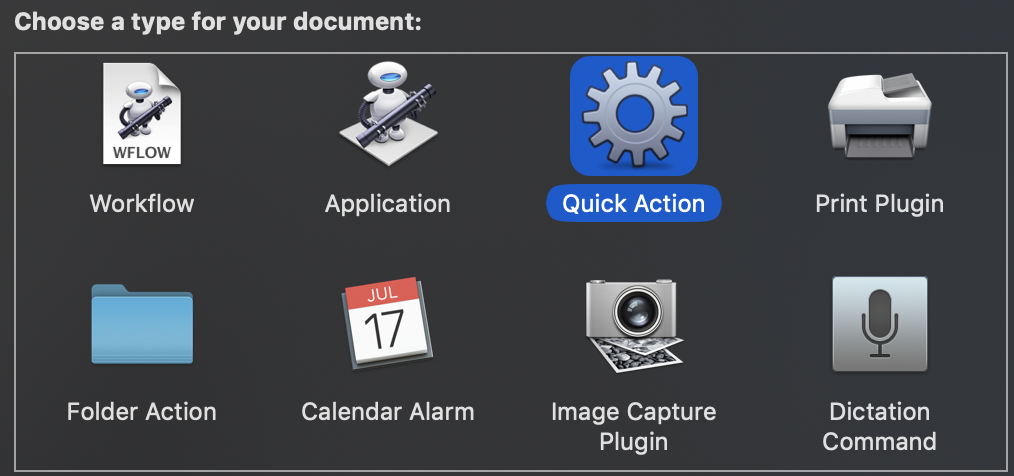 Choose a type for your document:
WFLOW
Workflow
Application
Quick Action
Print Plugin
JUL
17
Folder Action
Calendar Alarm
Image Capture
Plugin
Dictation
Command